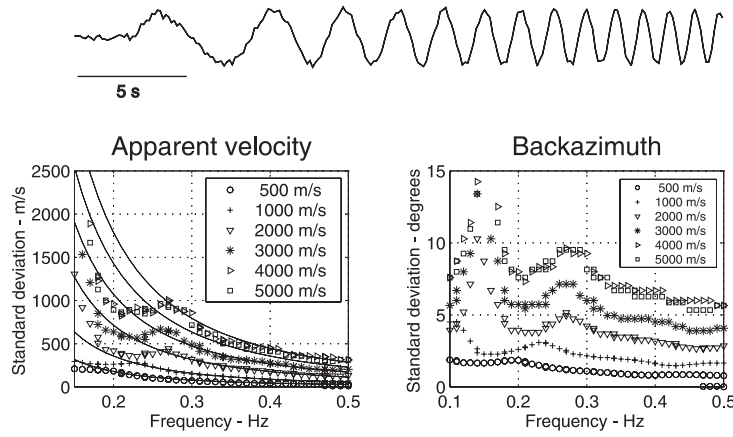 5 s
Apparent velocity
Standard deviation - m/s
2500
2000
1500
1000
500
0
500 m/s
1000 m/s
2000 m/s
3000 m/s
4000 m/s
5000 m/s
0.2
0.3
0.4
0.5
Frequency - Hz
Backazimuth
Standard deviation - degrees
15
10
5
0
500 m/s
1000 m/s
2000 m/s
3000 m/s
4000 m/s
5000 m/s
0.1
0.2
0.3
0.4
0.5
Frequency - Hz